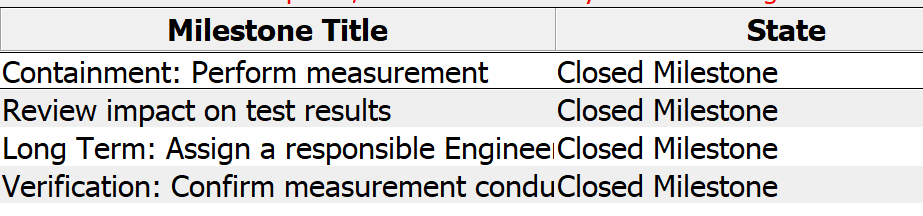 Milestone Title State
Containment: Perform measurement Closed Milestone
Review impact on test results Closed Milestone
Long Term: Assign a responsible Engineer Closed Milestone
Verification: Confirm measurement condu Closed Milestone